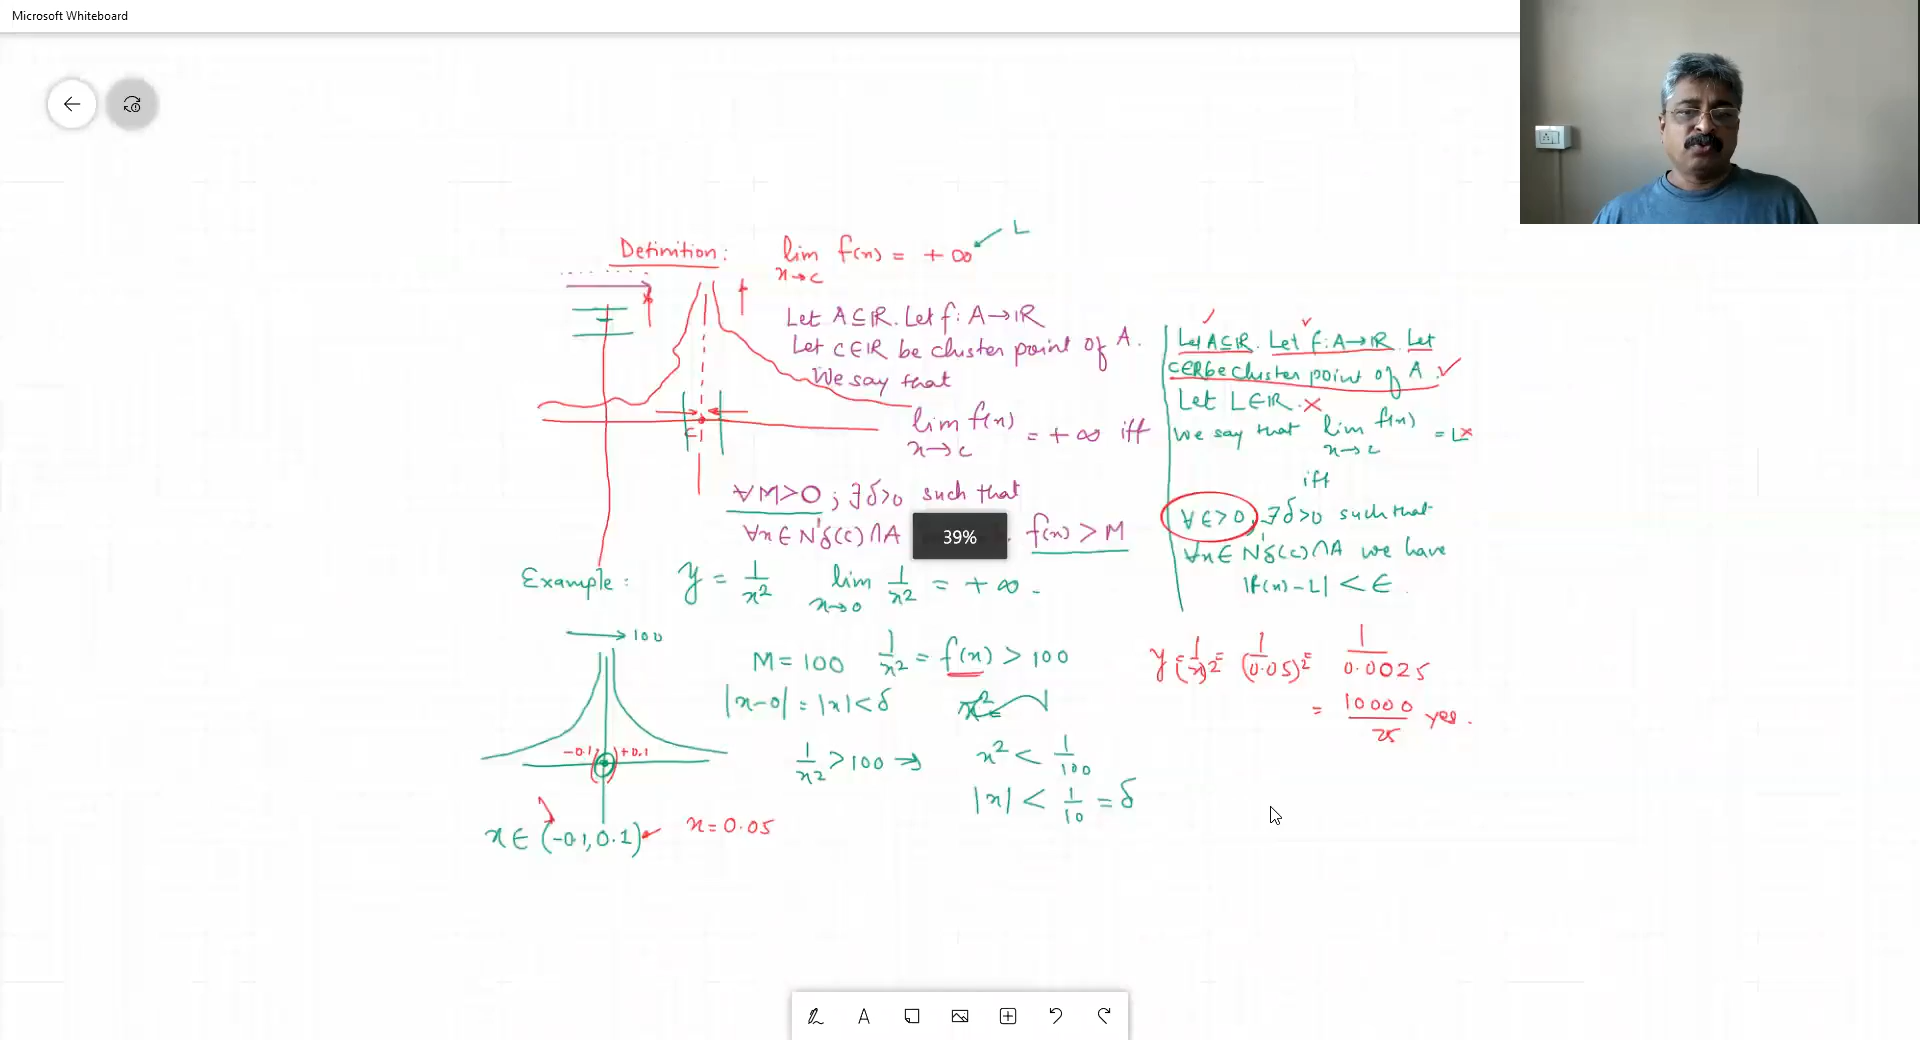 Microsoft Whiteboard
Definition: lim x→c f(x) = +∞ L
Let A⊆R. Let f: A→R
Let c∈R be cluster point of A.
We say that
lim x→c f(x) = +∞ iff
∀M>0; ∃δ>0 such that
∀x∈N'δ(c)∩A f(x) > M
39%
c
Let A⊆R. Let f: A→R. Let
c∈R be cluster point of A.
Let L∈R. ×
We say that lim x→c f(x) = L ×
iff
∀ε>0, ∃δ>0 such that
∀x∈N'δ(c)∩A we have
|f(x)-L| < ε.
Example: y = 1/x² lim x→0 1/x² = +∞.
100
-0.1 +0.1
x∈(-0.1,0.1) x=0.05
M=100 1/x² = f(x) > 100
|x-0| = |x| < δ
1/x² > 100 → x² < 1/100
|x| < 1/10 = δ
y = (1/x)² = 1/(0.05)² = 1/0.0025
= 10000/25 yes.
A